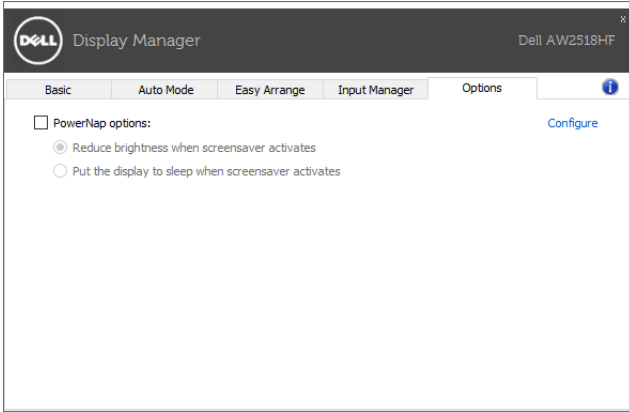 x
DELL
Display Manager
Dell AW2518HF
Basic
Auto Mode
Easy Arrange
Input Manager
Options
i
PowerNap options:
Configure
Reduce brightness when screensaver activates
Put the display to sleep when screensaver activates